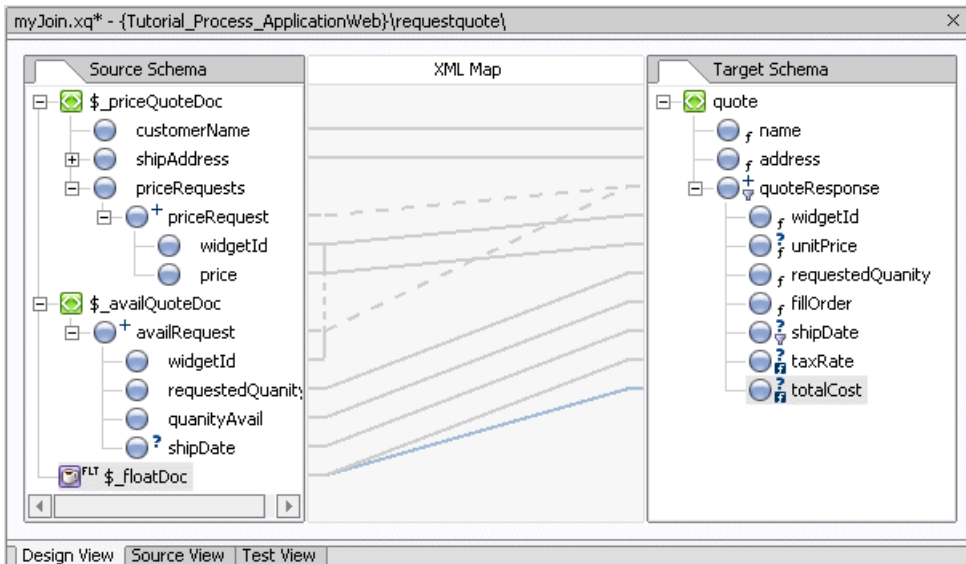 myJoin.xq* - {Tutorial_Process_ApplicationWeb}\requestquote\
Source Schema
$_priceQuoteDoc
customerName
shipAddress
priceRequests
priceRequest
widgetId
price
$_availQuoteDoc
availRequest
widgetId
requestedQuanity
quanityAvail
? shipDate
FLT $_floatDoc
XML Map
Target Schema
quote
f name
f address
quoteResponse
f widgetId
? f unitPrice
f requestedQuanity
f fillOrder
? shipDate
? f taxRate
? f totalCost
Design View Source View Test View